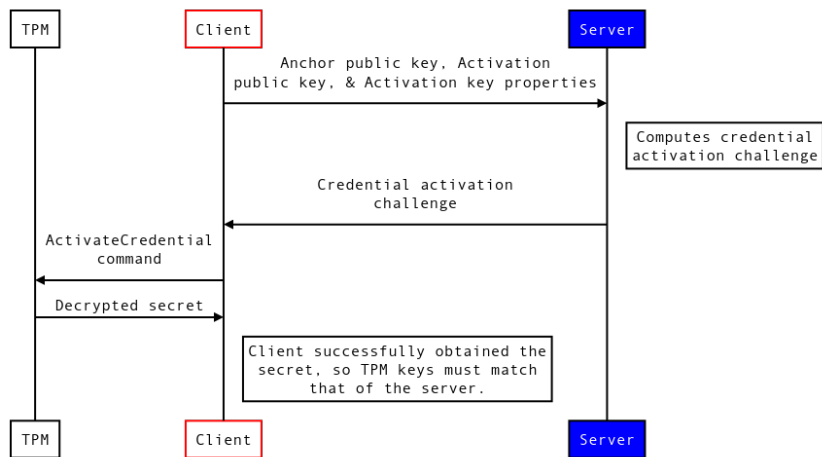 TPM
Client
Server
Anchor public key, Activation
public key, & Activation key properties
Computes credential
activation challenge
Credential activation
challenge
ActivateCredential
command
Decrypted secret
Client successfully obtained the
secret, so TPM keys must match
that of the server.
TPM
Client
Server